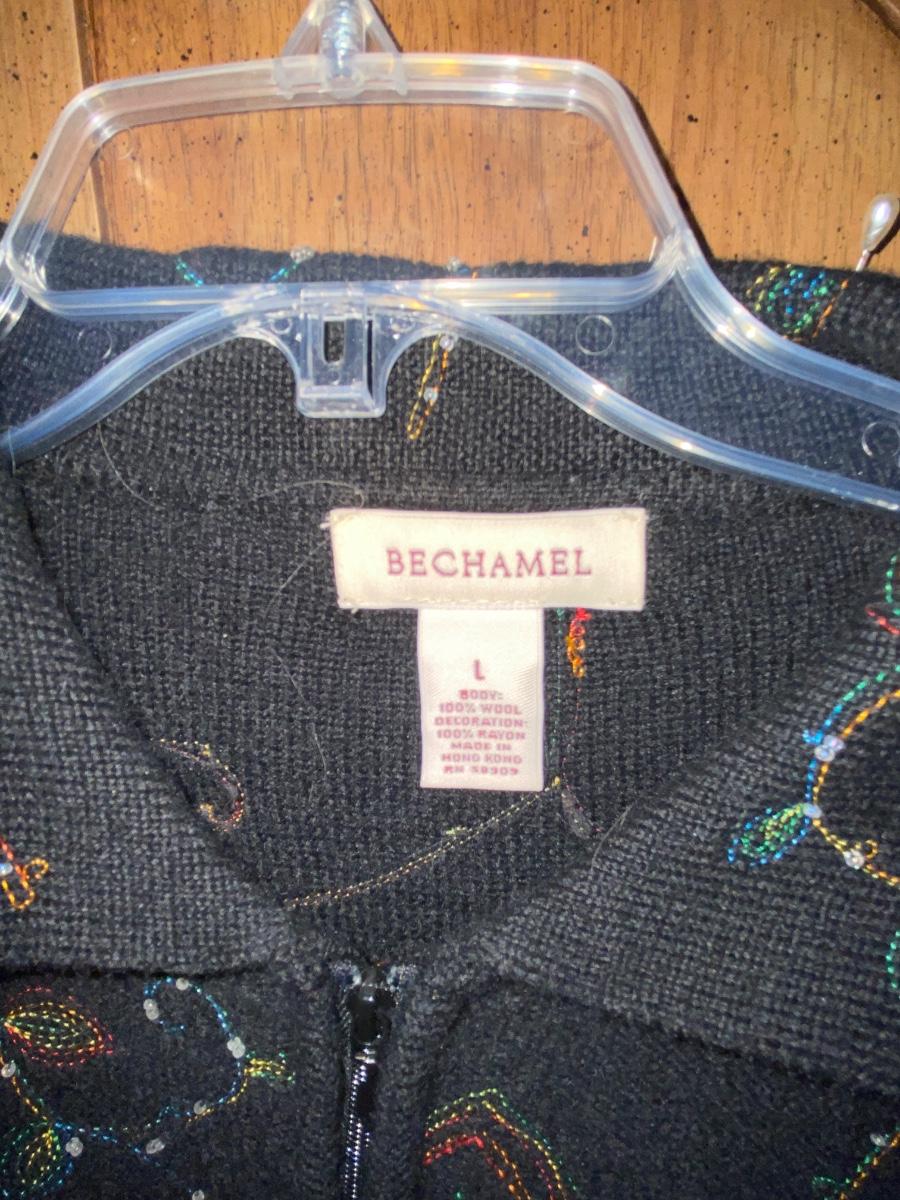 BECHAMEL
L
BODY:
100% WOOL
DECORATION:
100% RAYON
MADE IN
HONG KONG
RN 58909